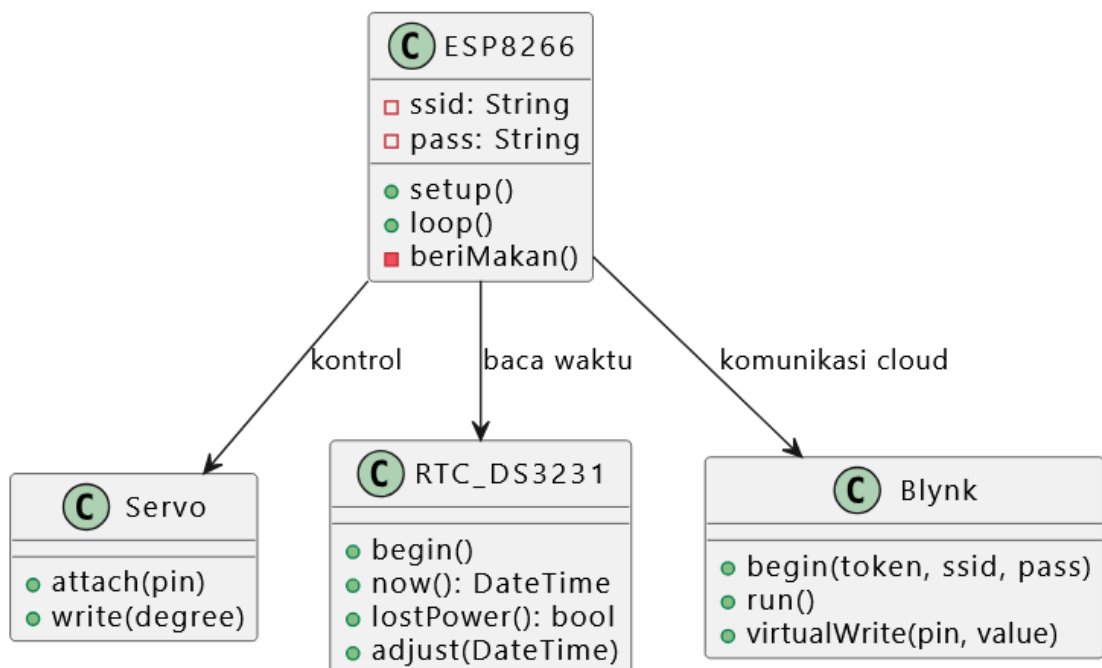 C ESP8266
ssid: String
pass: String
setup()
loop()
beriMakan()
kontrol
baca waktu
komunikasi cloud
C Servo
attach(pin)
write(degree)
C RTC_DS3231
begin()
now(): DateTime
lostPower(): bool
adjust(DateTime)
C Blynk
begin(token, ssid, pass)
run()
virtualWrite(pin, value)